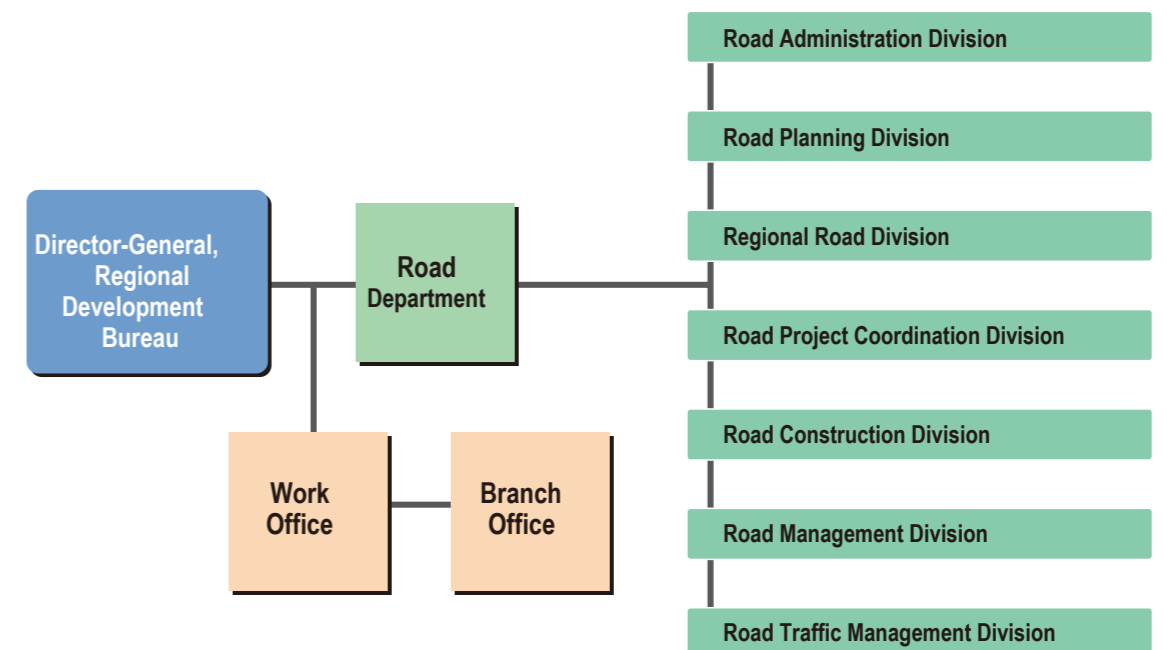 Director-General,
Regional
Development
Bureau
Road
Department
Work
Office
Branch
Office
Road Administration Division
Road Planning Division
Regional Road Division
Road Project Coordination Division
Road Construction Division
Road Management Division
Road Traffic Management Division